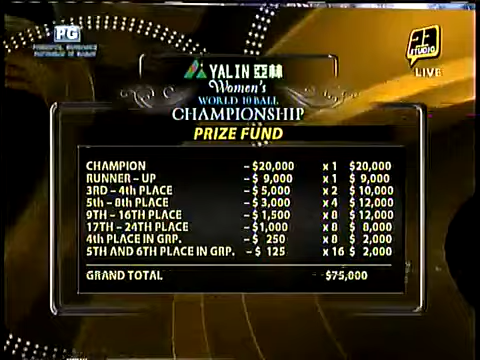 PG
STUDIO
LIVE
YALIN 亞林
Women's
WORLD 10 BALL
CHAMPIONSHIP
PRIZE FUND
CHAMPION – $20,000 x 1 $20,000
RUNNER – UP – $ 9,000 x 1 $ 9,000
3RD – 4th PLACE – $ 5,000 x 2 $ 10,000
5th – 8th PLACE – $ 3,000 x 4 $ 12,000
9TH – 16TH PLACE – $ 1,500 x 8 $ 12,000
17TH – 24TH PLACE – $1,000 x 8 $ 8,000
4th PLACE IN GRP. – $ 250 x 8 $ 2,000
5TH AND 6TH PLACE IN GRP. – $ 125 x 16 $ 2,000
GRAND TOTAL $75,000